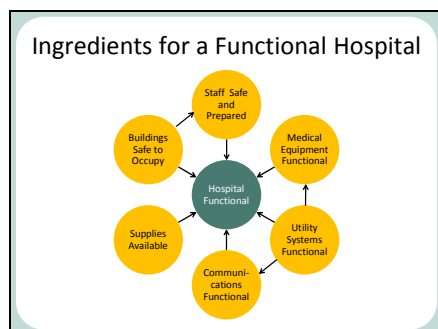 Ingredients for a Functional Hospital
Staff Safe
and
Prepared
Buildings
Safe to
Occupy
Medical
Equipment
Functional
Hospital
Functional
Supplies
Available
Utility
Systems
Functional
Communi-
cations
Functional